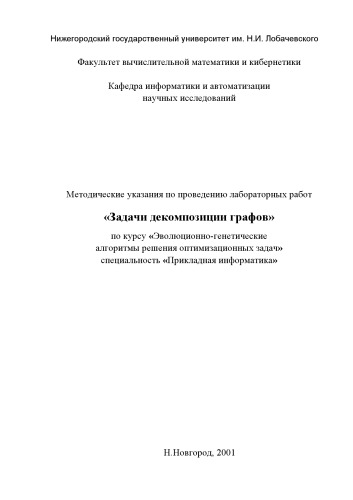 Нижегородский государственный университет им. Н.И. Лобачевского
Факультет вычислительной математики и кибернетики
Кафедра информатики и автоматизации
научных исследований
Методические указания по проведению лабораторных работ
«Задачи декомпозиции графов»
по курсу «Эволюционно-генетические
алгоритмы решения оптимизационных задач»
специальность «Прикладная информатика»
Н.Новгород, 2001